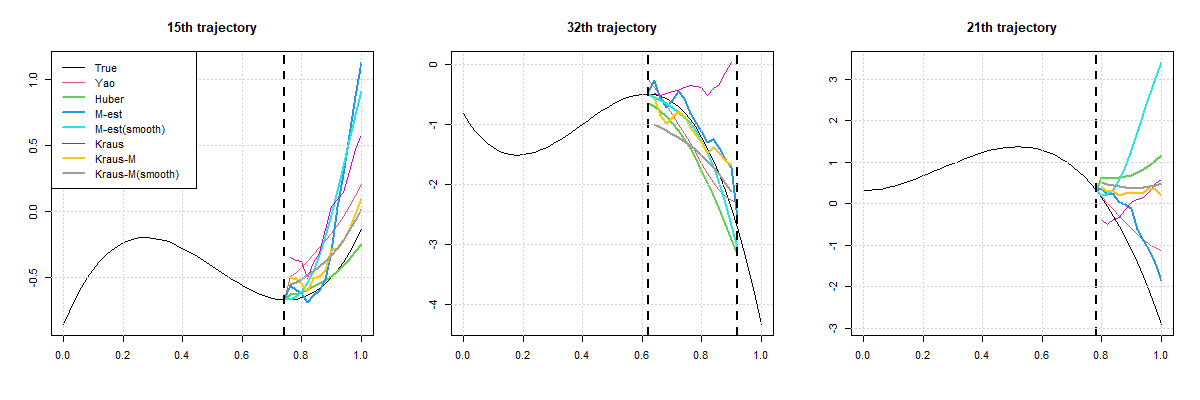 15th trajectory
True
Yao
Huber
M-est
M-est(smooth)
Kraus
Kraus-M
Kraus-M(smooth)
1.0
0.5
0.0
-0.5
0.0 0.2 0.4 0.6 0.8 1.0
32th trajectory
0
-1
-2
-3
-4
0.0 0.2 0.4 0.6 0.8 1.0
21th trajectory
3
2
1
0
-1
-2
-3
0.0 0.2 0.4 0.6 0.8 1.0